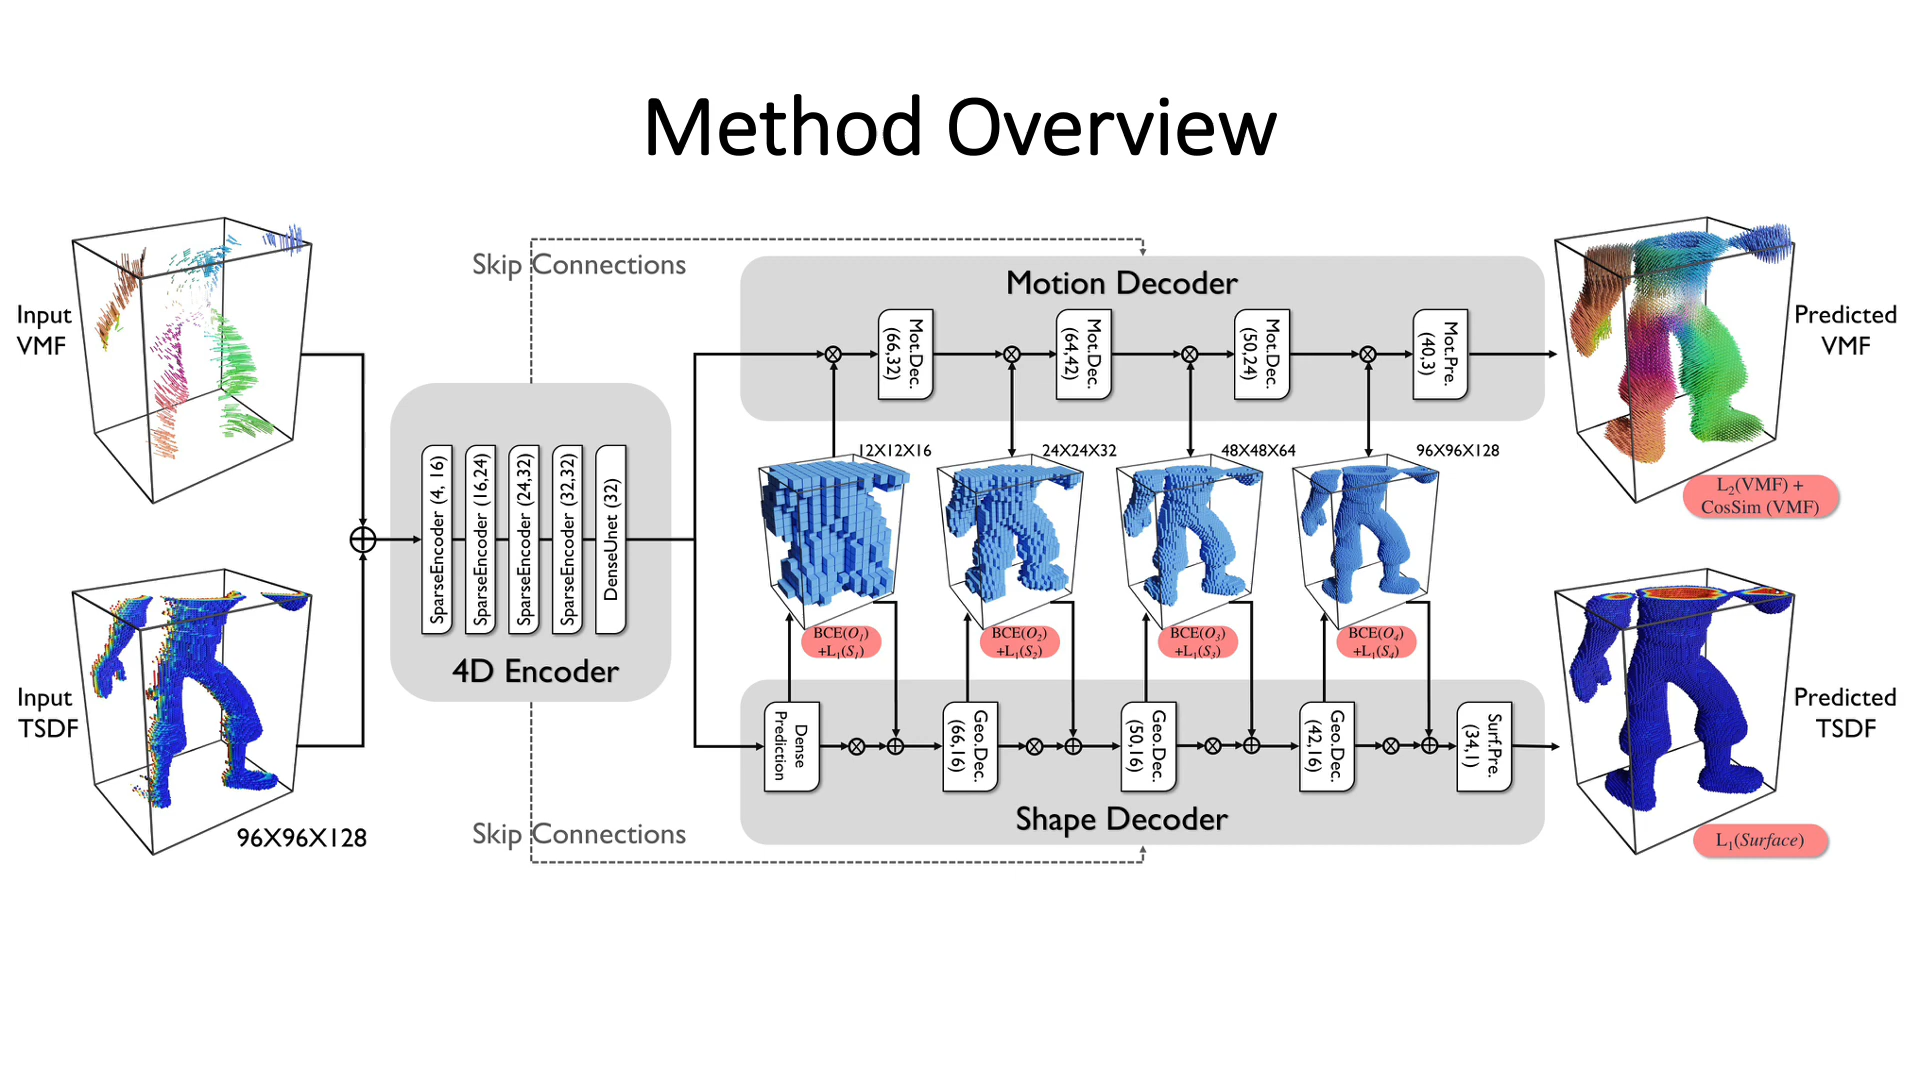 Method Overview
Input
VMF
Input
TSDF
96X96X128
Skip Connections
SparseEncoder (4, 16)
SparseEncoder (16,24)
SparseEncoder (24,32)
SparseEncoder (32,32)
DenseUnet (32)
4D Encoder
Skip Connections
Motion Decoder
Mot.Dec.
(66,32)
Mot.Dec.
(64,42)
Mot.Dec.
(50,24)
Mot.Pre.
(40,3)
12X12X16
24X24X32
48X48X64
96X96X128
BCE(O₁)
+L₁(S₁)
BCE(O₂)
+L₁(S₂)
BCE(O₃)
+L₁(S₃)
BCE(O₄)
+L₁(S₄)
Dense
Prediction
Geo.Dec.
(66,16)
Geo.Dec.
(50,16)
Geo.Dec.
(42,16)
Surf.Pre.
(34,1)
Shape Decoder
Predicted
VMF
L₂(VMF) +
CosSim (VMF)
Predicted
TSDF
L₁(Surface)